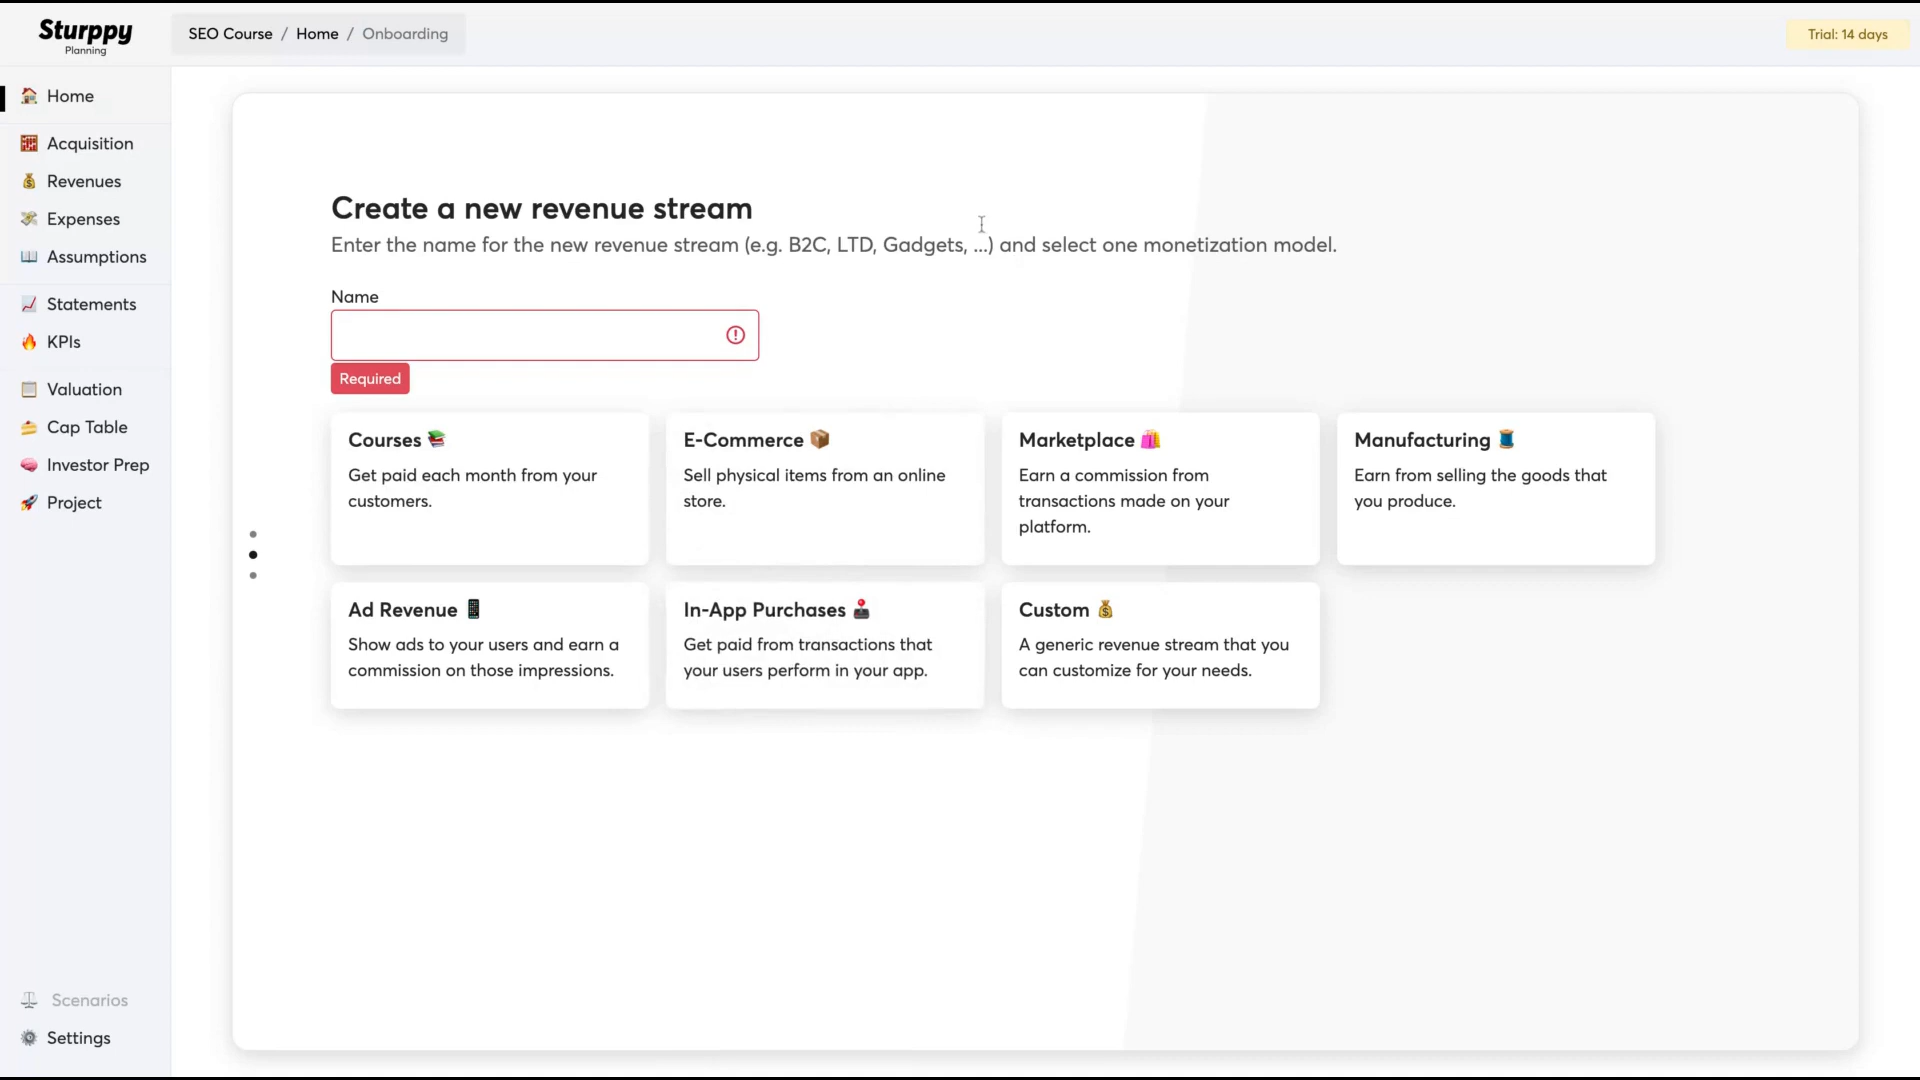 Sturppy
Planning
SEO Course / Home / Onboarding
Trial: 14 days
Home
Acquisition
Revenues
Expenses
Assumptions
Statements
KPIs
Valuation
Cap Table
Investor Prep
Project
Scenarios
Settings
Create a new revenue stream
Enter the name for the new revenue stream (e.g. B2C, LTD, Gadgets, ...) and select one monetization model.
Name
Required
Courses
Get paid each month from your
customers.
E-Commerce
Sell physical items from an online
store.
Marketplace
Earn a commission from
transactions made on your
platform.
Manufacturing
Earn from selling the goods that
you produce.
Ad Revenue
Show ads to your users and earn a
commission on those impressions.
In-App Purchases
Get paid from transactions that
your users perform in your app.
Custom
A generic revenue stream that you
can customize for your needs.